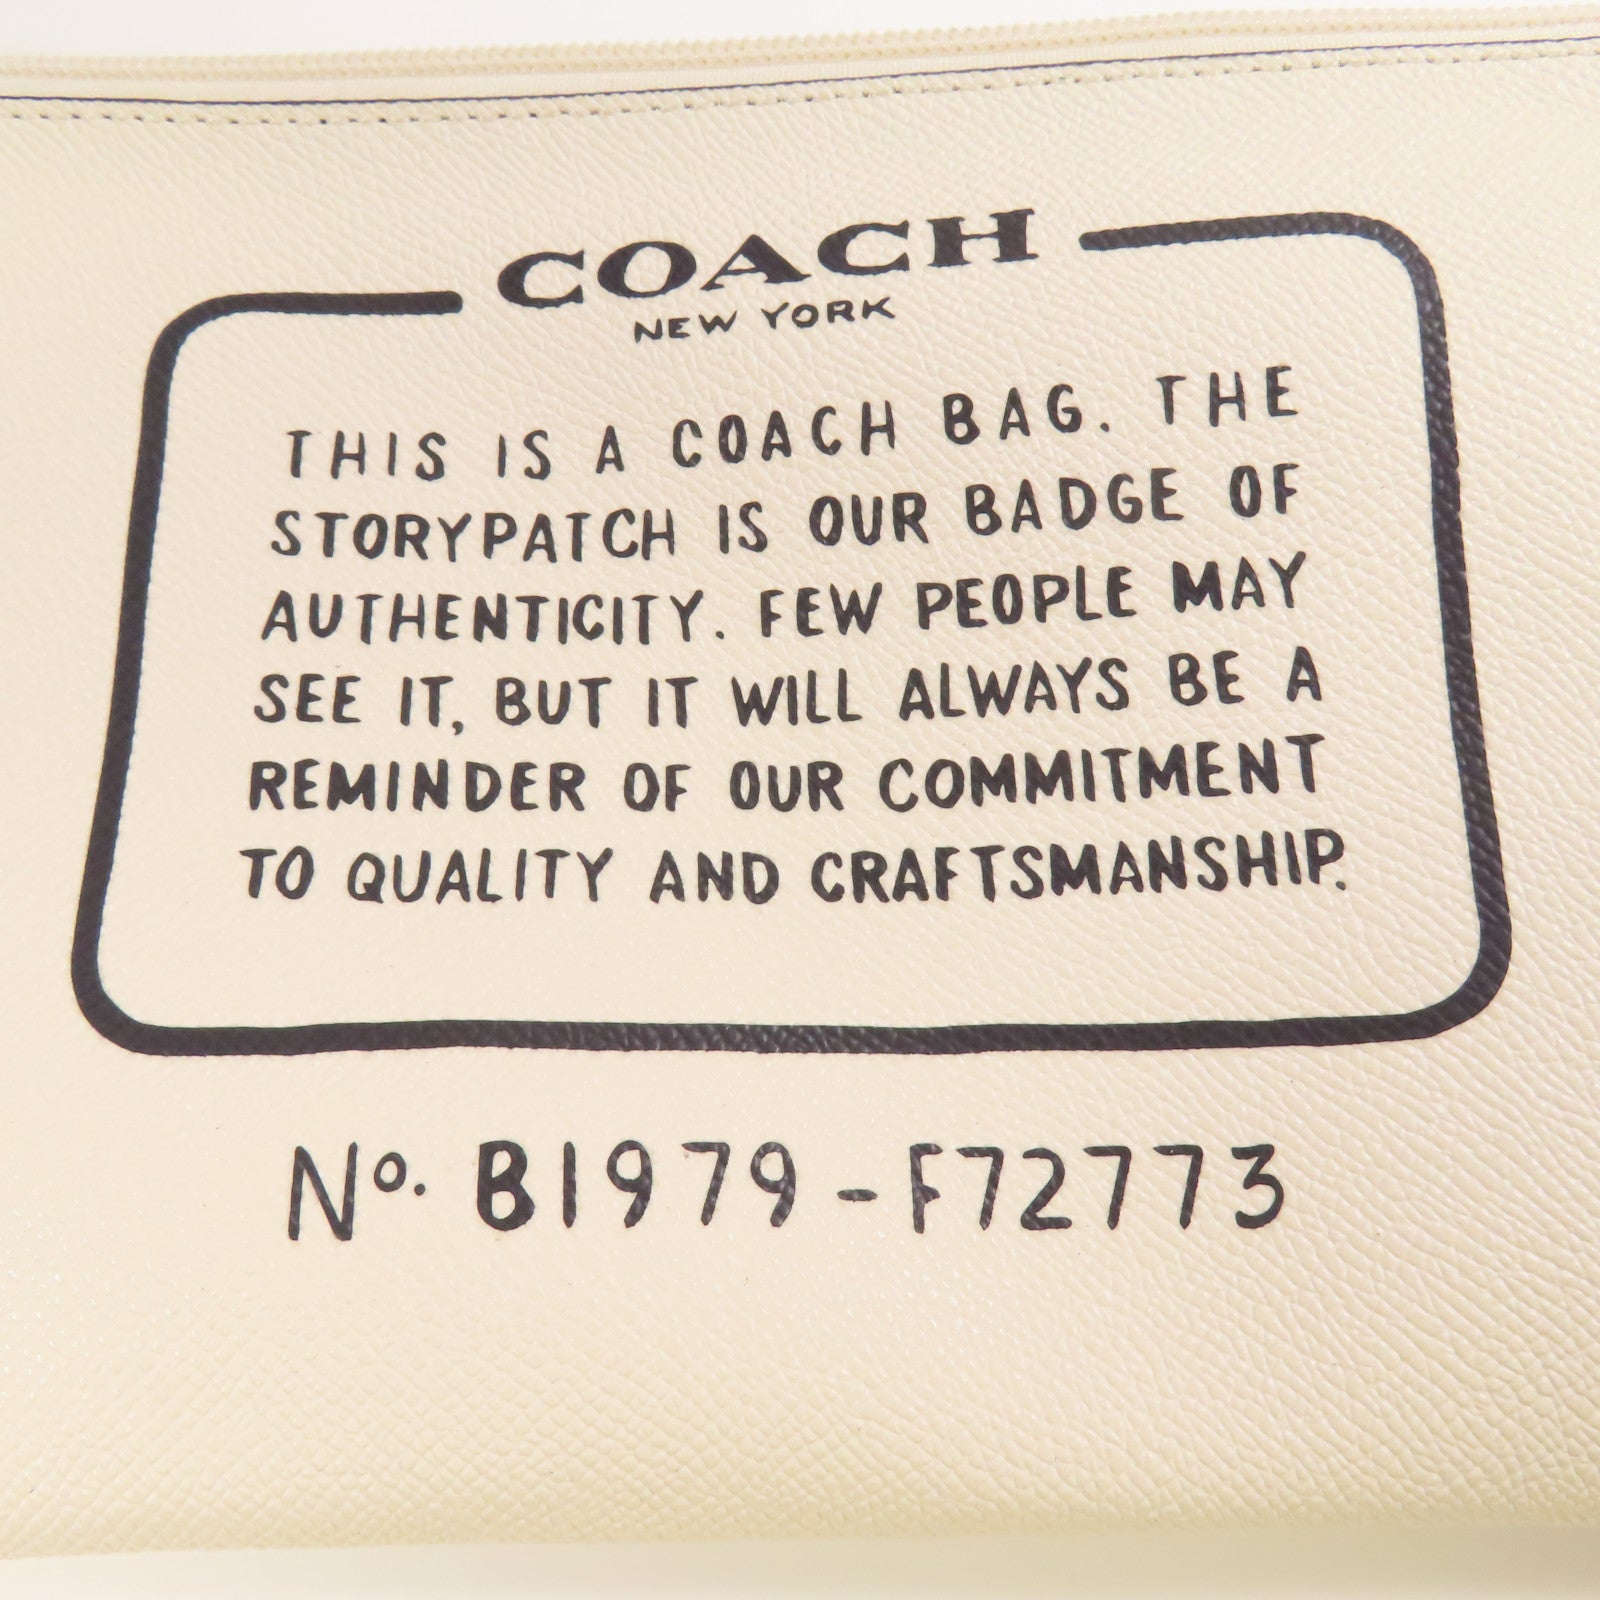 COACH
NEW YORK
THIS IS A COACH BAG. THE
STORYPATCH IS OUR BADGE OF
AUTHENTICITY. FEW PEOPLE MAY
SEE IT, BUT IT WILL ALWAYS BE A
REMINDER OF OUR COMMITMENT
TO QUALITY AND CRAFTSMANSHIP.
No. B1979-F72773